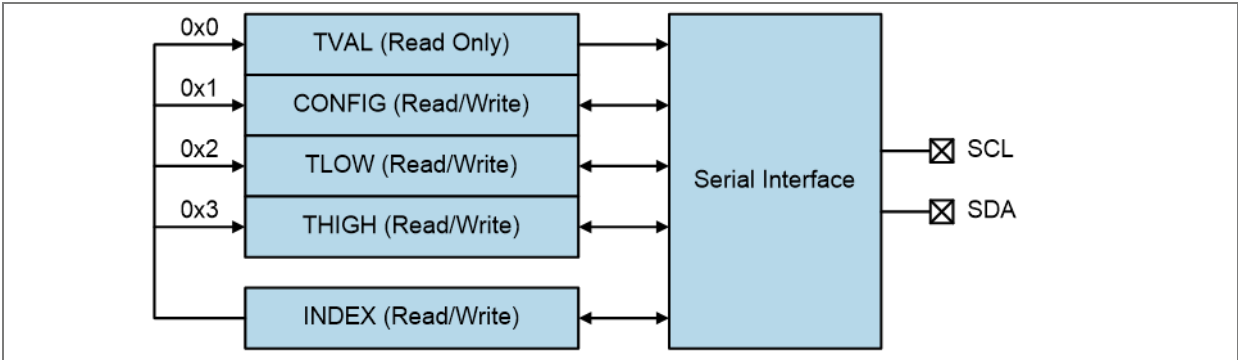 0x0
TVAL (Read Only)
0x1
CONFIG (Read/Write)
0x2
TLOW (Read/Write)
0x3
THIGH (Read/Write)
INDEX (Read/Write)
Serial Interface
SCL
SDA